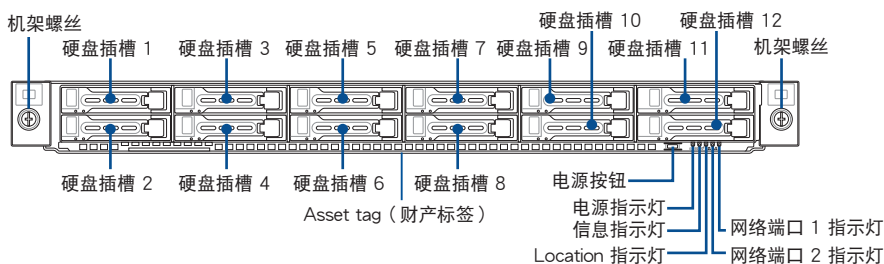 机架螺丝
硬盘插槽 1
硬盘插槽 3
硬盘插槽 5
硬盘插槽 7
硬盘插槽 9
硬盘插槽 10
硬盘插槽 11
硬盘插槽 12
机架螺丝
硬盘插槽 2
硬盘插槽 4
硬盘插槽 6
硬盘插槽 8
Asset tag（财产标签）
电源按钮
电源指示灯
信息指示灯
Location 指示灯
网络端口 1 指示灯
网络端口 2 指示灯